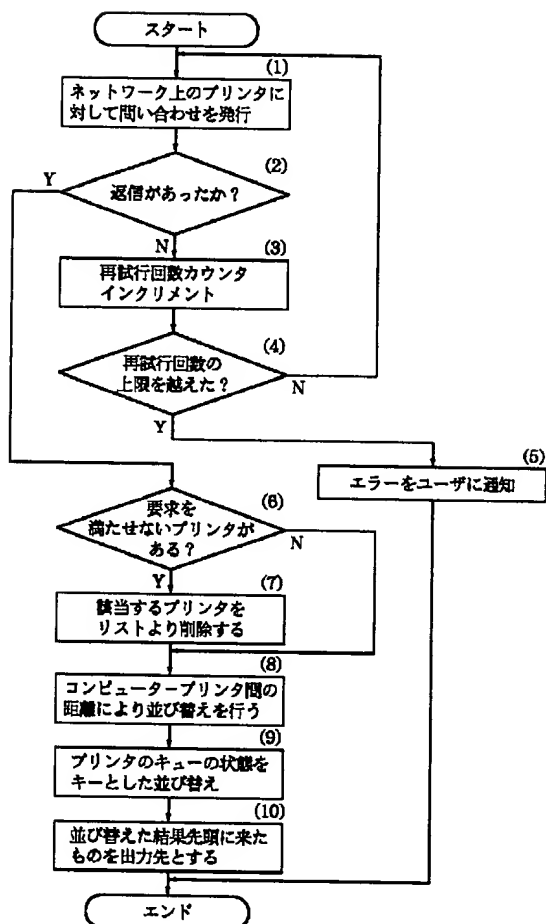 スタート
(1)
ネットワーク上のプリンタに
対して問い合わせを発行
(2)
Y
返信があったか？
N
(3)
再試行回数カウンタ
インクリメント
(4)
再試行回数の
上限を越えた？
N
Y
(5)
エラーをユーザに通知
(6)
要求を
満たせないプリンタが
ある？
N
Y
(7)
該当するプリンタを
リストより削除する
(8)
コンピュータープリンタ間の
距離により並び替えを行う
(9)
プリンタのキューの状態を
キーとした並び替え
(10)
並び替えた結果先頭に来た
ものを出力先とする
エンド